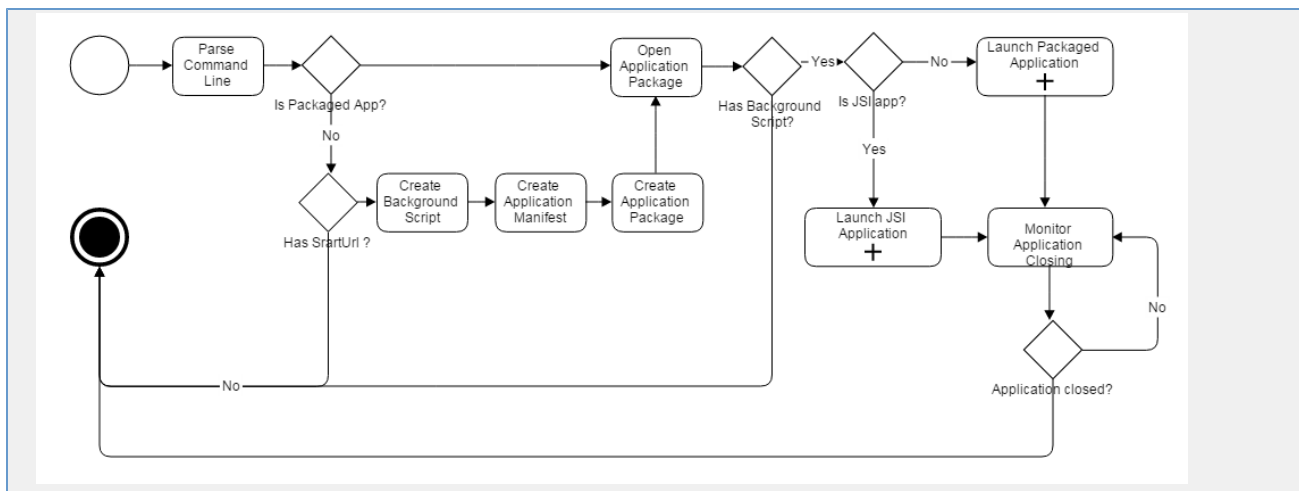 Parse
Command
Line
Is Packaged App?
Open
Application
Package
Has Background
Script?
Yes
Is JSI app?
No
Launch Packaged
Application
No
Has SrartUrl ?
Create
Background
Script
Create
Application
Manifest
Create
Application
Package
Yes
Launch JSI
Application
Monitor
Application
Closing
No
Application closed?
No